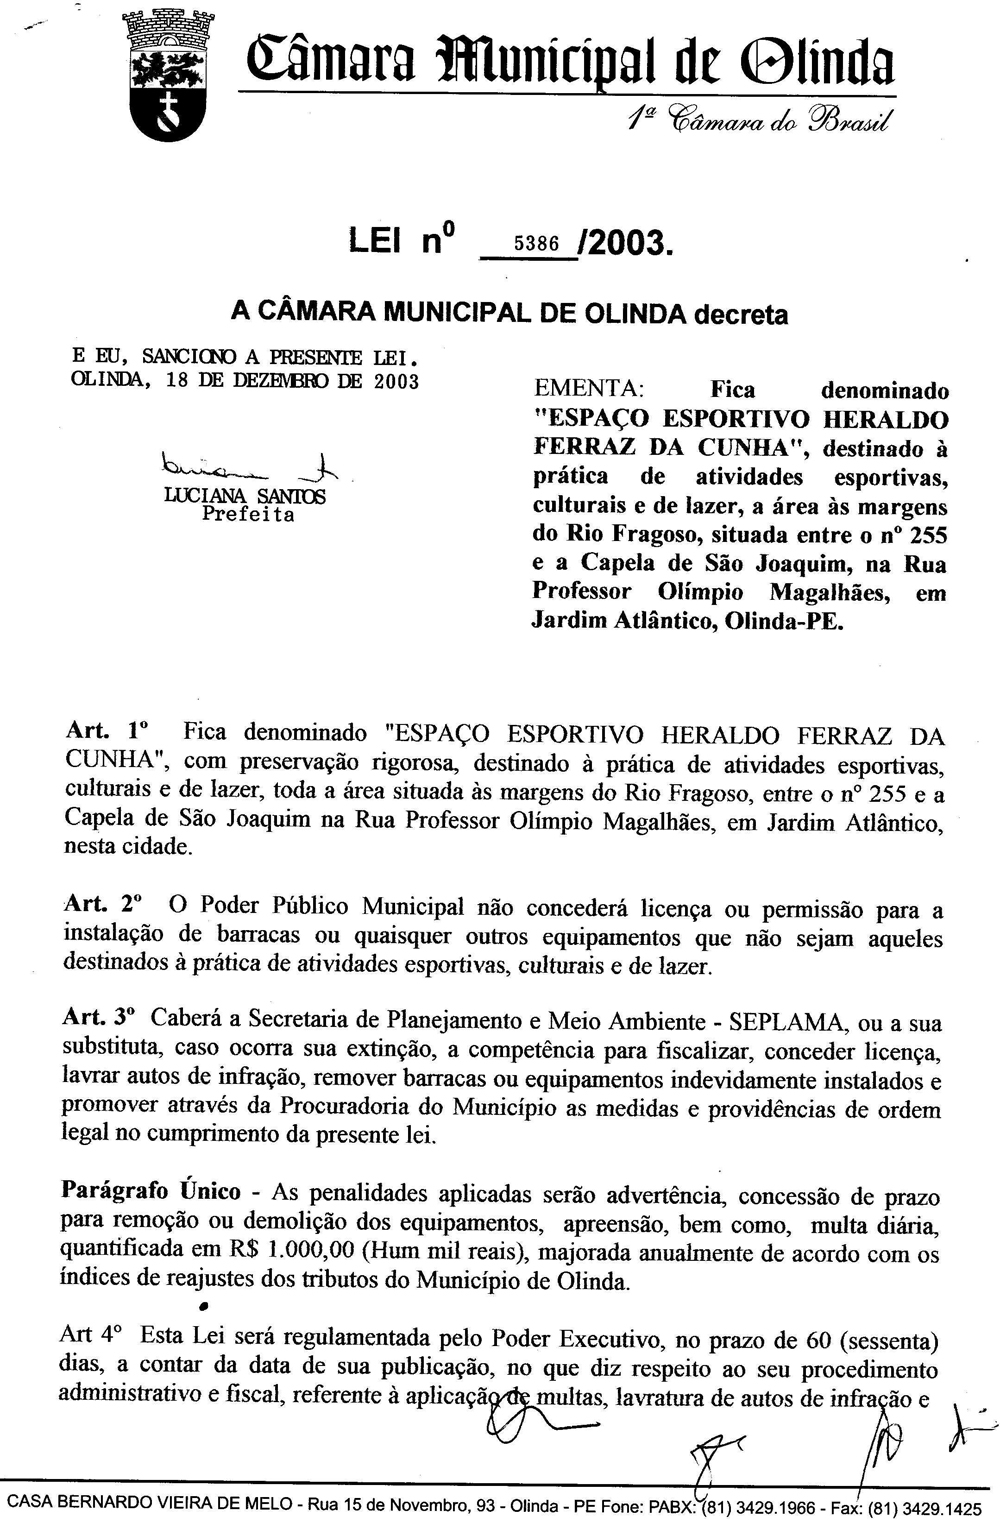 Câmara Municipal de Olinda
1ª Câmara do Brasil
LEI nº 5386 /2003.
A CÂMARA MUNICIPAL DE OLINDA decreta
E EU, SANCIONO A PRESENTE LEI.
OLINDA, 18 DE DEZEMBRO DE 2003
LUCIANA SANTOS
Prefeita
EMENTA: Fica denominado
"ESPAÇO ESPORTIVO HERALDO
FERRAZ DA CUNHA", destinado à
prática de atividades esportivas,
culturais e de lazer, a área às margens
do Rio Fragoso, situada entre o nº 255
e a Capela de São Joaquim, na Rua
Professor Olímpio Magalhães, em
Jardim Atlântico, Olinda-PE.
Art. 1º Fica denominado "ESPAÇO ESPORTIVO HERALDO FERRAZ DA
CUNHA", com preservação rigorosa, destinado à prática de atividades esportivas,
culturais e de lazer, toda a área situada às margens do Rio Fragoso, entre o nº 255 e a
Capela de São Joaquim na Rua Professor Olímpio Magalhães, em Jardim Atlântico,
nesta cidade.
Art. 2º O Poder Público Municipal não concederá licença ou permissão para a
instalação de barracas ou quaisquer outros equipamentos que não sejam aqueles
destinados à prática de atividades esportivas, culturais e de lazer.
Art. 3º Caberá a Secretaria de Planejamento e Meio Ambiente - SEPLAMA, ou a sua
substituta, caso ocorra sua extinção, a competência para fiscalizar, conceder licença,
lavrar autos de infração, remover barracas ou equipamentos indevidamente instalados e
promover através da Procuradoria do Município as medidas e providências de ordem
legal no cumprimento da presente lei.
Parágrafo Único - As penalidades aplicadas serão advertência, concessão de prazo
para remoção ou demolição dos equipamentos, apreensão, bem como, multa diária,
quantificada em R$ 1.000,00 (Hum mil reais), majorada anualmente de acordo com os
índices de reajustes dos tributos do Município de Olinda.
Art 4º Esta Lei será regulamentada pelo Poder Executivo, no prazo de 60 (sessenta)
dias, a contar da data de sua publicação, no que diz respeito ao seu procedimento
administrativo e fiscal, referente à aplicação de multas, lavratura de autos de infração e
CASA BERNARDO VIEIRA DE MELO - Rua 15 de Novembro, 93 - Olinda - PE Fone: PABX: (81) 3429.1966 - Fax: (81) 3429.1425